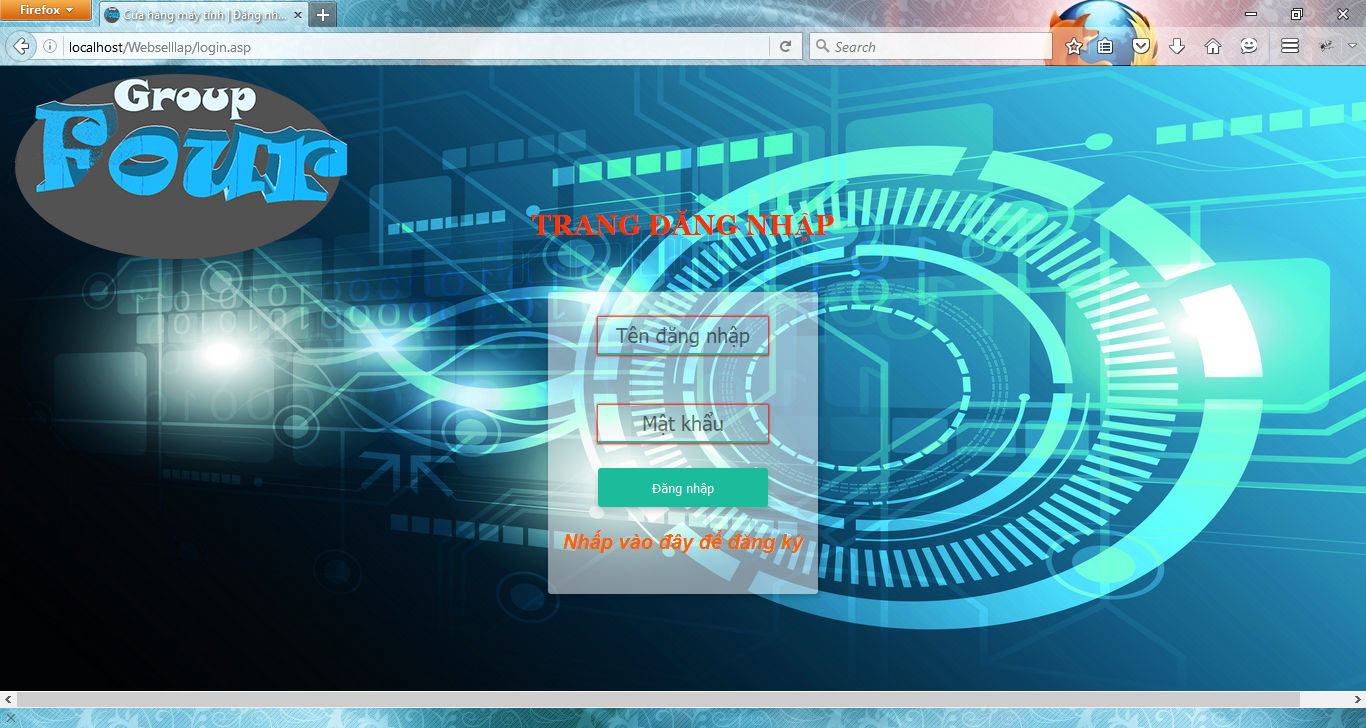 Firefox
Cửa hàng máy tính | Đăng nh...
localhost/Webselllap/login.asp
Search
Group
Four
TRANG ĐĂNG NHẬP
Tên đăng nhập
Mật khẩu
Đăng nhập
Nhấp vào đây để đăng ký